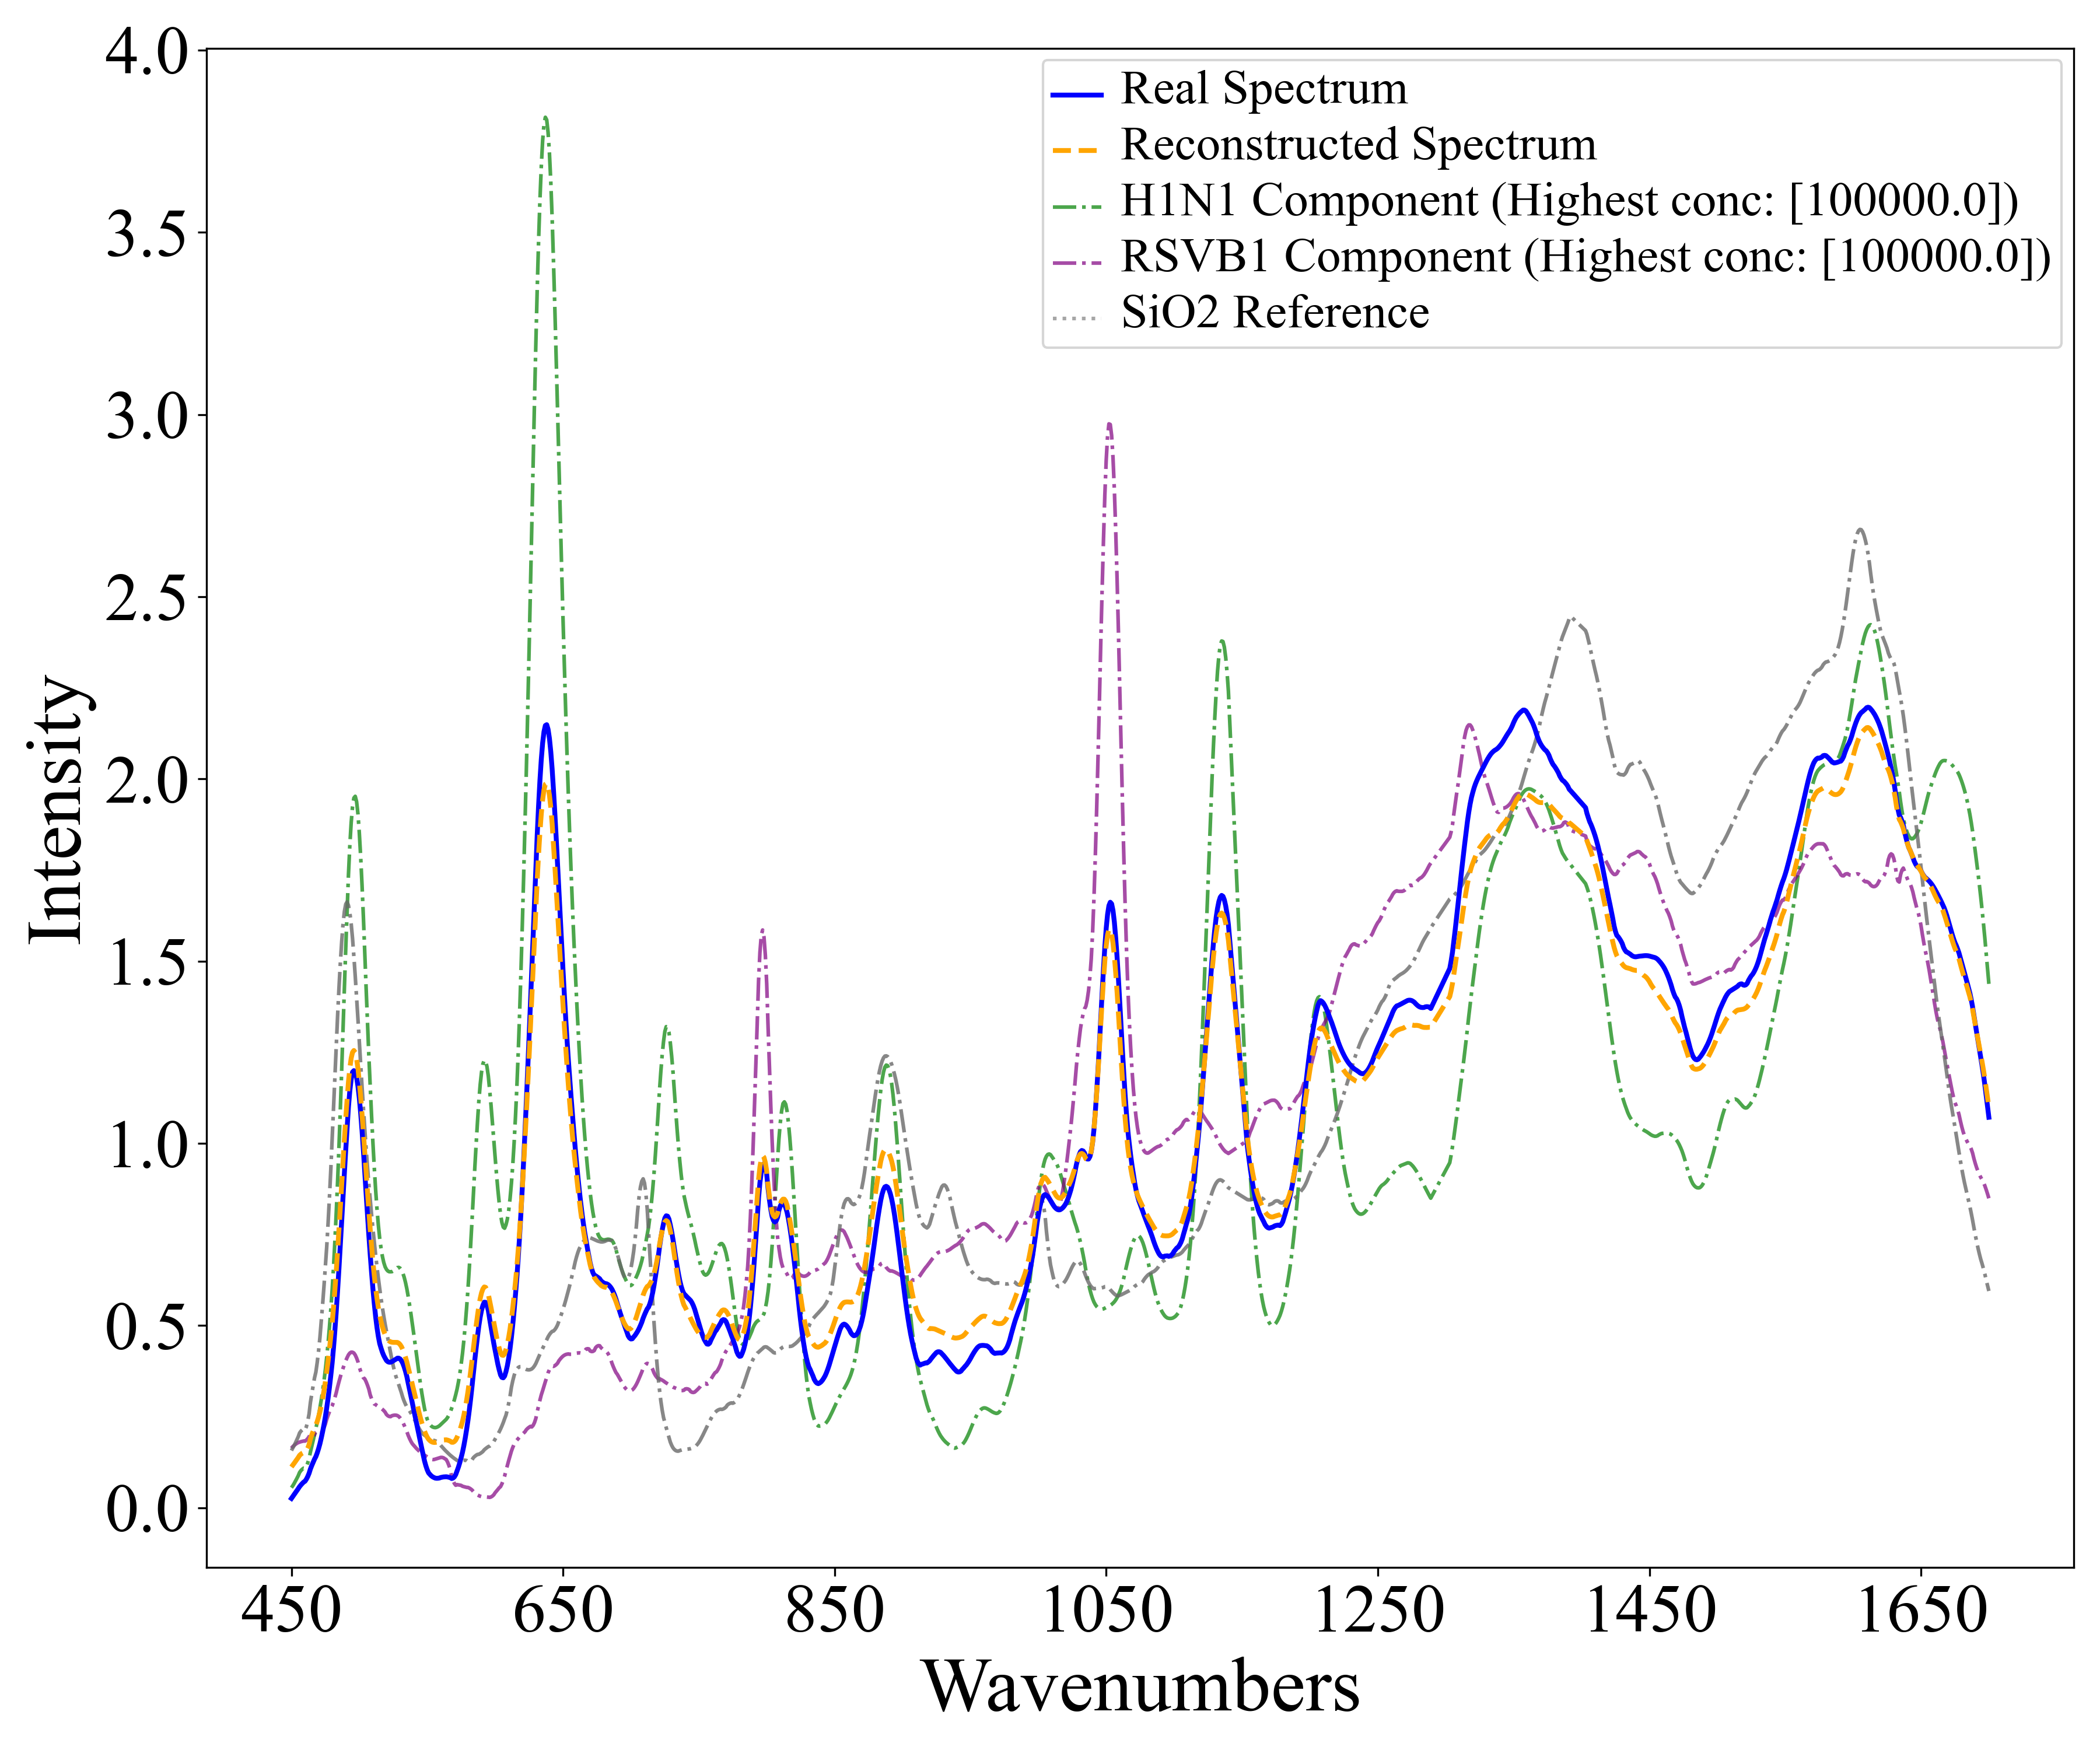 4.0
3.5
3.0
2.5
2.0
1.5
1.0
0.5
0.0
Intensity
Real Spectrum
Reconstructed Spectrum
H1N1 Component (Highest conc: [100000.0])
RSVB1 Component (Highest conc: [100000.0])
SiO2 Reference
450 650 850 1050 1250 1450 1650
Wavenumbers